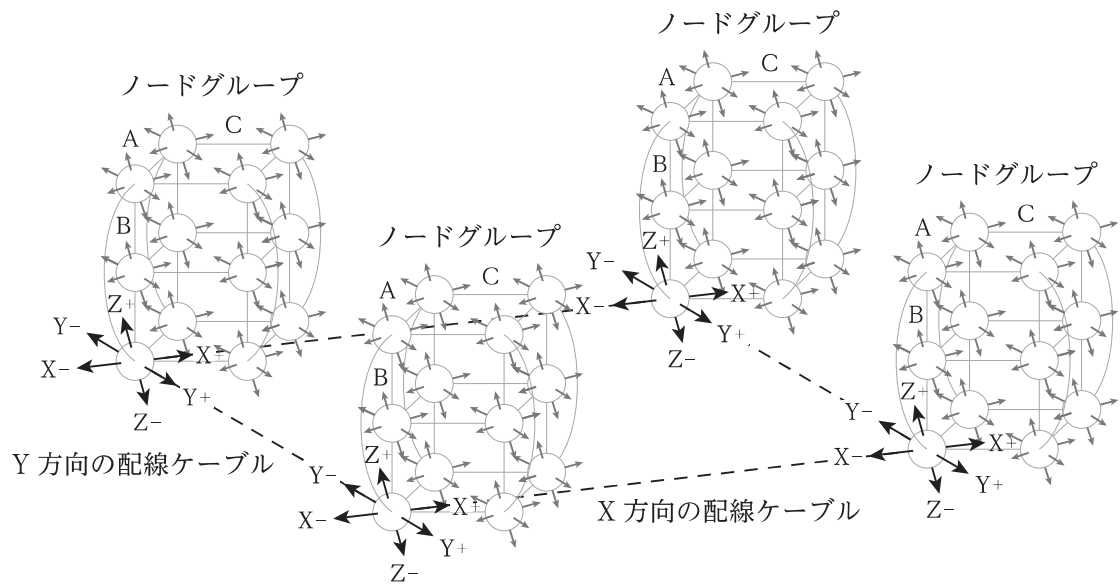 ノードグループ
A
C
B
Z+
Y−
X−
X+
Y+
Z−
ノードグループ
A
C
B
Z+
Y−
X−
X+
Y+
Z−
ノードグループ
A
C
B
Z+
Y−
X−
X+
Y+
Z−
ノードグループ
A
C
B
Z+
Y−
X−
X+
Y+
Z−
Y 方向の配線ケーブル
X 方向の配線ケーブル